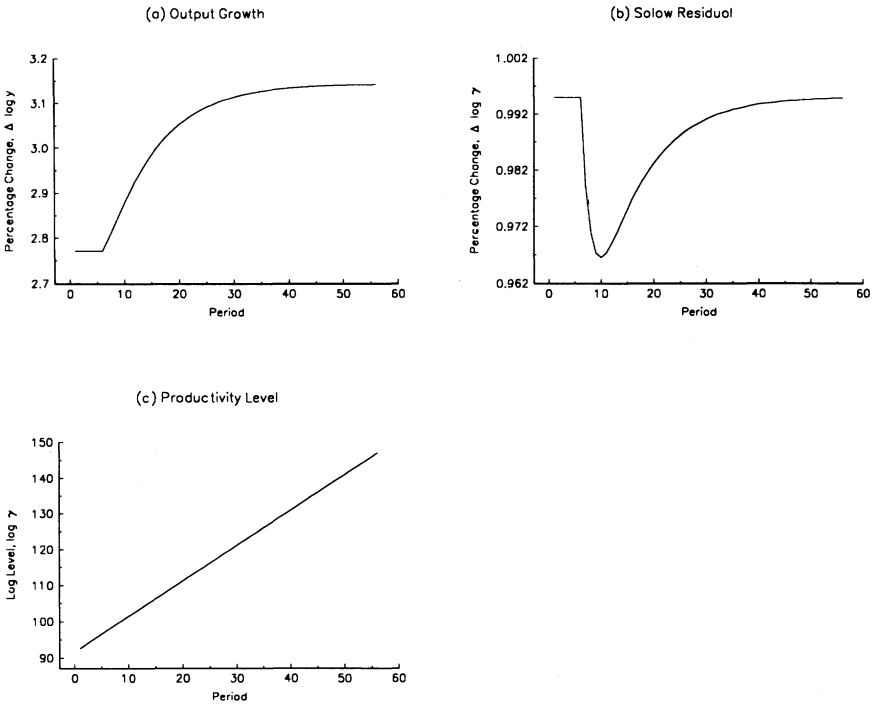 (a) Output Growth
Percentage Change, Δ log y
3.2
3.1
3.0
2.9
2.8
2.7
0 10 20 30 40 50 60
Period
(b) Solow Residual
Percentage Change, Δ log γ
1.002
0.992
0.982
0.972
0.962
0 10 20 30 40 50 60
Period
(c) Productivity Level
Log Level, log γ
150
140
130
120
110
100
90
0 10 20 30 40 50 60
Period